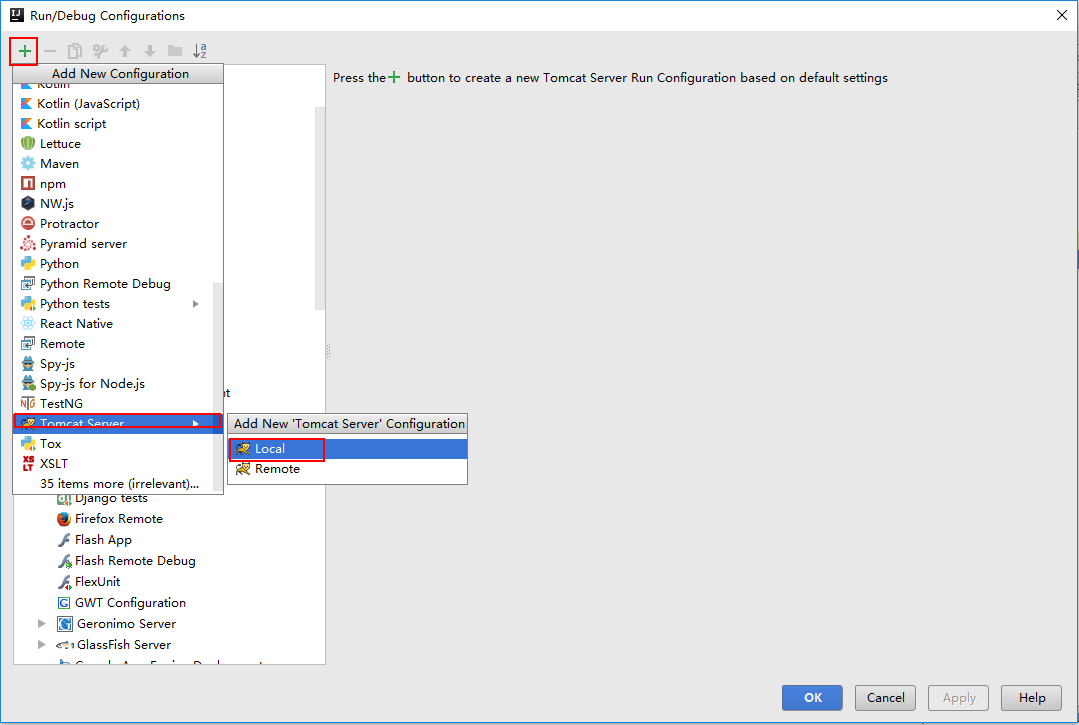 Run/Debug Configurations
Press the + button to create a new Tomcat Server Run Configuration based on default settings
Add New Configuration
Kotlin
Kotlin (JavaScript)
Kotlin script
Lettuce
Maven
npm
NW.js
Protractor
Pyramid server
Python
Python Remote Debug
Python tests
React Native
Remote
Spy-js
Spy-js for Node.js
TestNG
Tomcat Server
Tox
XSLT
35 items more (irrelevant)...
Add New 'Tomcat Server' Configuration
Local
Remote
Django tests
Firefox Remote
Flash App
Flash Remote Debug
FlexUnit
GWT Configuration
Geronimo Server
GlassFish Server
OK
Cancel
Apply
Help